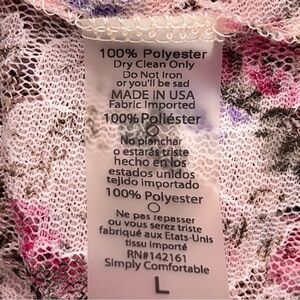 100% Polyester
Dry Clean Only
Do Not Iron
or you'll be sad
MADE IN USA
Fabric Imported
100% Poliéster
No planchar
o estarás triste
hecho en los
estados unidos
tejido importado
100% Polyester
Ne pas repasser
ou vous serez triste
fabriqué aux Etats-Unis
tissu importé
RN#142161
Simply Comfortable
L